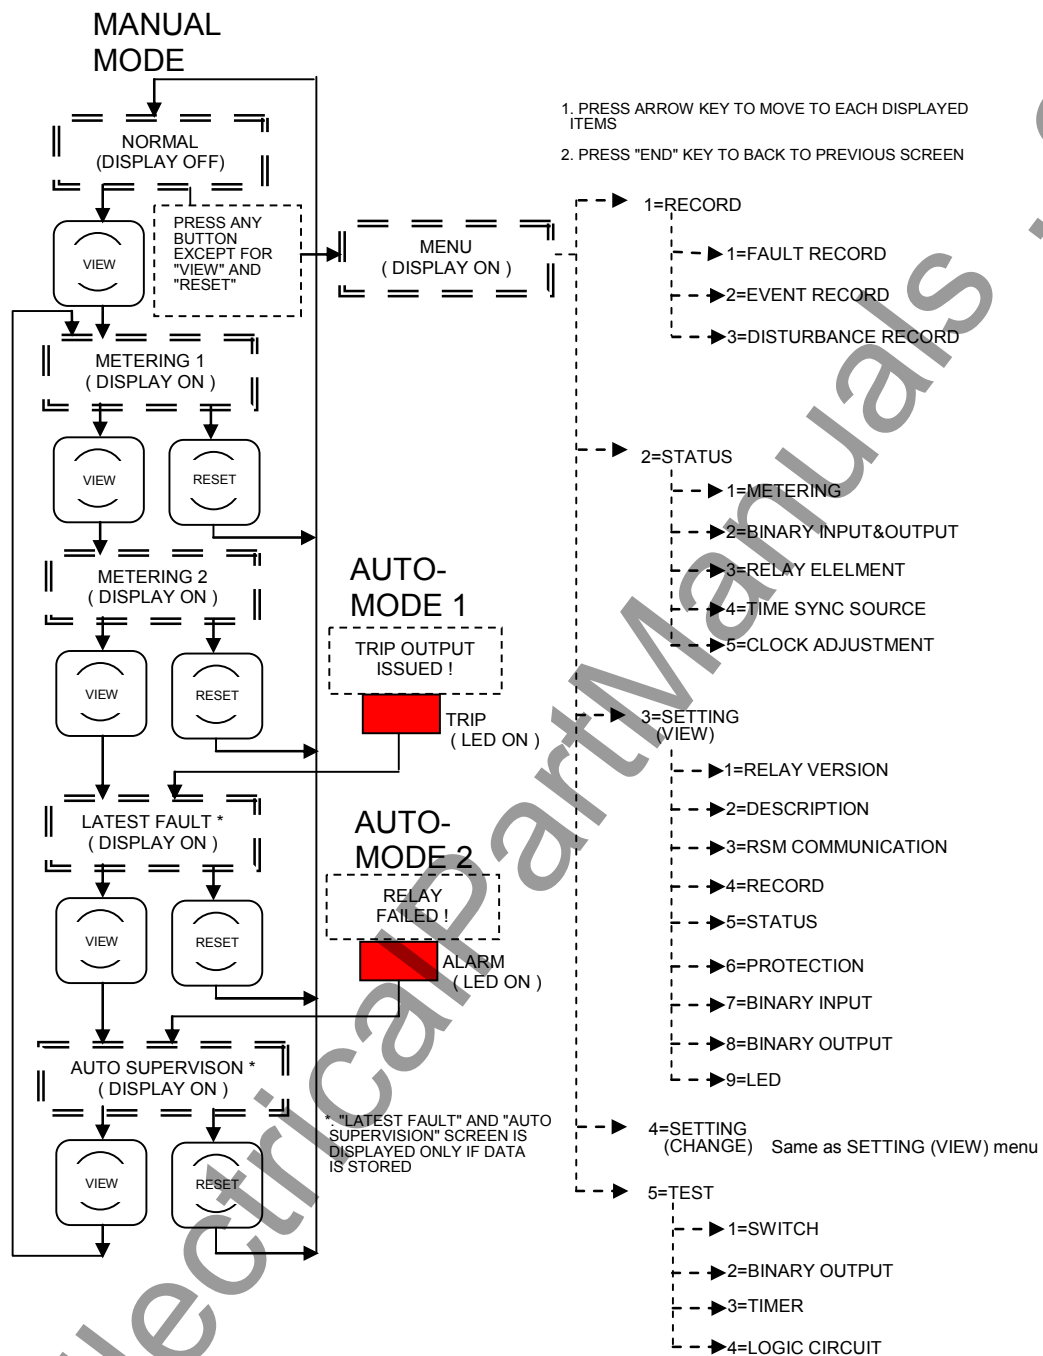 MANUAL
MODE
NORMAL
(DISPLAY OFF)
VIEW
PRESS ANY
BUTTON
EXCEPT FOR
"VIEW" AND
"RESET"
MENU
( DISPLAY ON )
METERING 1
( DISPLAY ON )
VIEW
RESET
METERING 2
( DISPLAY ON )
VIEW
RESET
AUTO-
MODE 1
TRIP OUTPUT
ISSUED !
TRIP
( LED ON )
LATEST FAULT *
( DISPLAY ON )
VIEW
RESET
AUTO-
MODE 2
RELAY
FAILED !
ALARM
( LED ON )
AUTO SUPERVISON *
( DISPLAY ON )
VIEW
RESET
*. "LATEST FAULT" AND "AUTO
SUPERVISION" SCREEN IS
DISPLAYED ONLY IF DATA
IS STORED
1. PRESS ARROW KEY TO MOVE TO EACH DISPLAYED
ITEMS
2. PRESS "END" KEY TO BACK TO PREVIOUS SCREEN
1=RECORD
1=FAULT RECORD
2=EVENT RECORD
3=DISTURBANCE RECORD
2=STATUS
1=METERING
2=BINARY INPUT&OUTPUT
3=RELAY ELELMENT
4=TIME SYNC SOURCE
5=CLOCK ADJUSTMENT
3=SETTING
(VIEW)
1=RELAY VERSION
2=DESCRIPTION
3=RSM COMMUNICATION
4=RECORD
5=STATUS
6=PROTECTION
7=BINARY INPUT
8=BINARY OUTPUT
9=LED
4=SETTING
(CHANGE) Same as SETTING (VIEW) menu
5=TEST
1=SWITCH
2=BINARY OUTPUT
3=TIMER
4=LOGIC CIRCUIT
lectricalPartManuals .